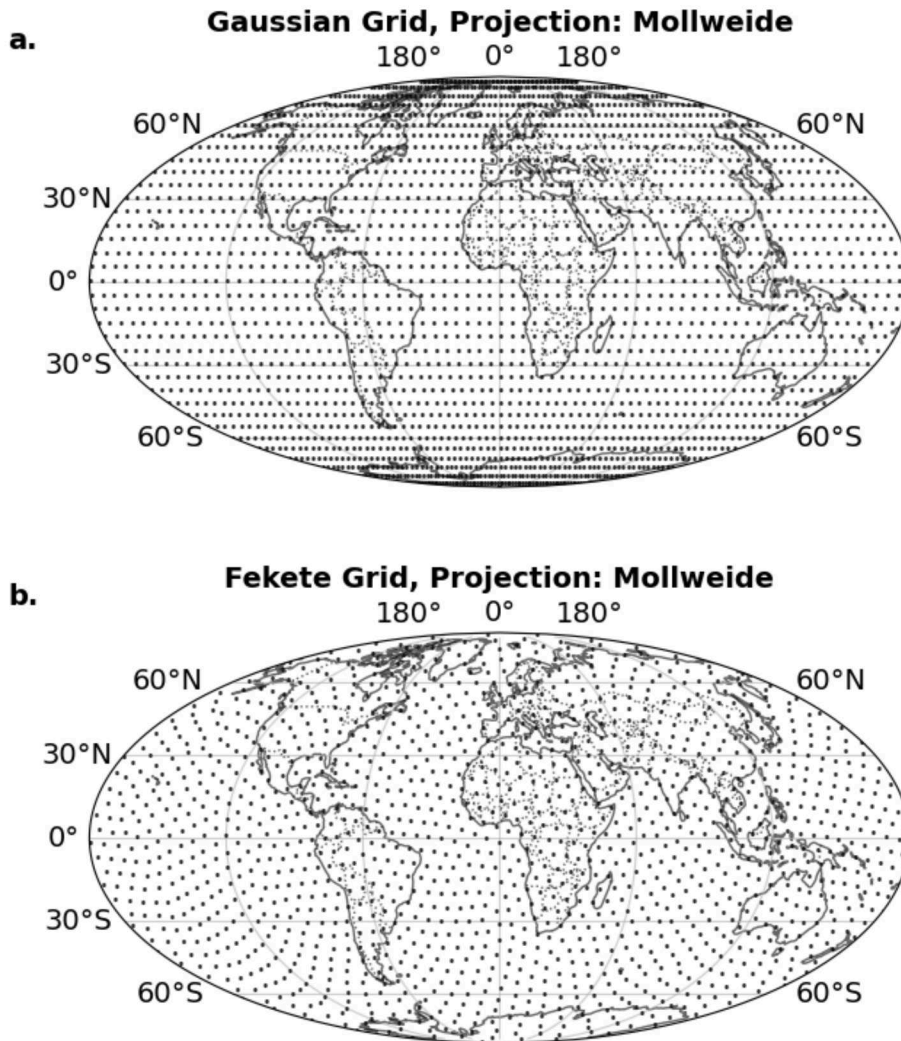 a.
Gaussian Grid, Projection: Mollweide
180° 0° 180°
60°N 60°N
30°N
0°
30°S
60°S 60°S
b.
Fekete Grid, Projection: Mollweide
180° 0° 180°
60°N 60°N
30°N
0°
30°S
60°S 60°S